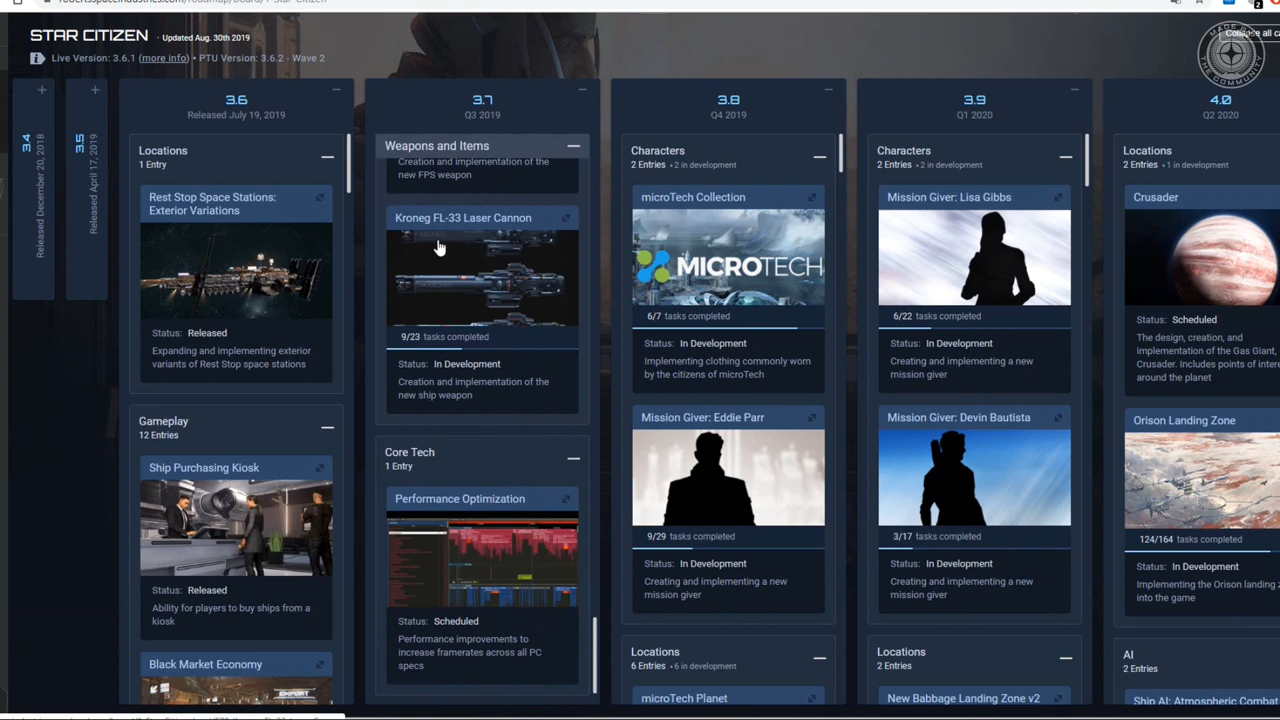 STAR CITIZEN · Updated Aug. 30th 2019
Live Version: 3.6.1 (more info) • PTU Version: 3.6.2 - Wave 2
MADE BY
THE COMMUNITY
3.4
Released December 20, 2018
3.5
Released April 17, 2019
3.6
Released July 19, 2019
Locations
1 Entry
Rest Stop Space Stations:
Exterior Variations
Status: Released
Expanding and implementing exterior
variants of Rest Stop space stations
Gameplay
12 Entries
Ship Purchasing Kiosk
Status: Released
Ability for players to buy ships from a
kiosk
Black Market Economy
EXPORT
3.7
Q3 2019
Weapons and Items
Creation and implementation of the
new FPS weapon
Kroneg FL-33 Laser Cannon
9/23 tasks completed
Status: In Development
Creation and implementation of the
new ship weapon
Core Tech
1 Entry
Performance Optimization
Status: Scheduled
Performance improvements to
increase framerates across all PC
specs
3.8
Q4 2019
Characters
2 Entries • 2 in development
microTech Collection
MICROTECH
6/7 tasks completed
Status: In Development
Implementing clothing commonly worn
by the citizens of microTech
Mission Giver: Eddie Parr
9/29 tasks completed
Status: In Development
Creating and implementing a new
mission giver
Locations
6 Entries • 6 in development
microTech Planet
3.9
Q1 2020
Characters
2 Entries • 2 in development
Mission Giver: Lisa Gibbs
6/22 tasks completed
Status: In Development
Creating and implementing a new
mission giver
Mission Giver: Devin Bautista
3/17 tasks completed
Status: In Development
Creating and implementing a new
mission giver
Locations
2 Entries
New Babbage Landing Zone v2
4.0
Q2 2020
Locations
2 Entries • 1 in development
Crusader
Status: Scheduled
The design, creation, and
implementation of the Gas Giant,
Crusader. Includes points of
around the planet
Orison Landing Zone
124/164 tasks completed
Status: In Development
Implementing the Orison landing
into the game
AI
2 Entries
Ship AI: Atmospheric Combat